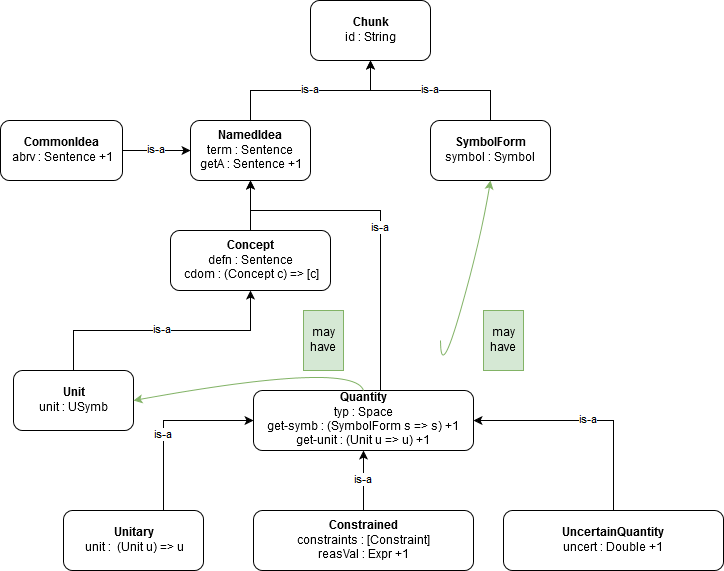 Chunk
id : String
is-a
is-a
CommonIdea
abrv : Sentence +1
is-a
NamedIdea
term : Sentence
getA : Sentence +1
SymbolForm
symbol : Symbol
is-a
Concept
defn : Sentence
cdom : (Concept c) => [c]
is-a
may
have
may
have
Unit
unit : USymb
Quantity
typ : Space
get-symb : (SymbolForm s => s) +1
get-unit : (Unit u => u) +1
is-a
is-a
is-a
Unitary
unit :  (Unit u) => u
Constrained
constraints : [Constraint]
reasVal : Expr +1
UncertainQuantity
uncert : Double +1